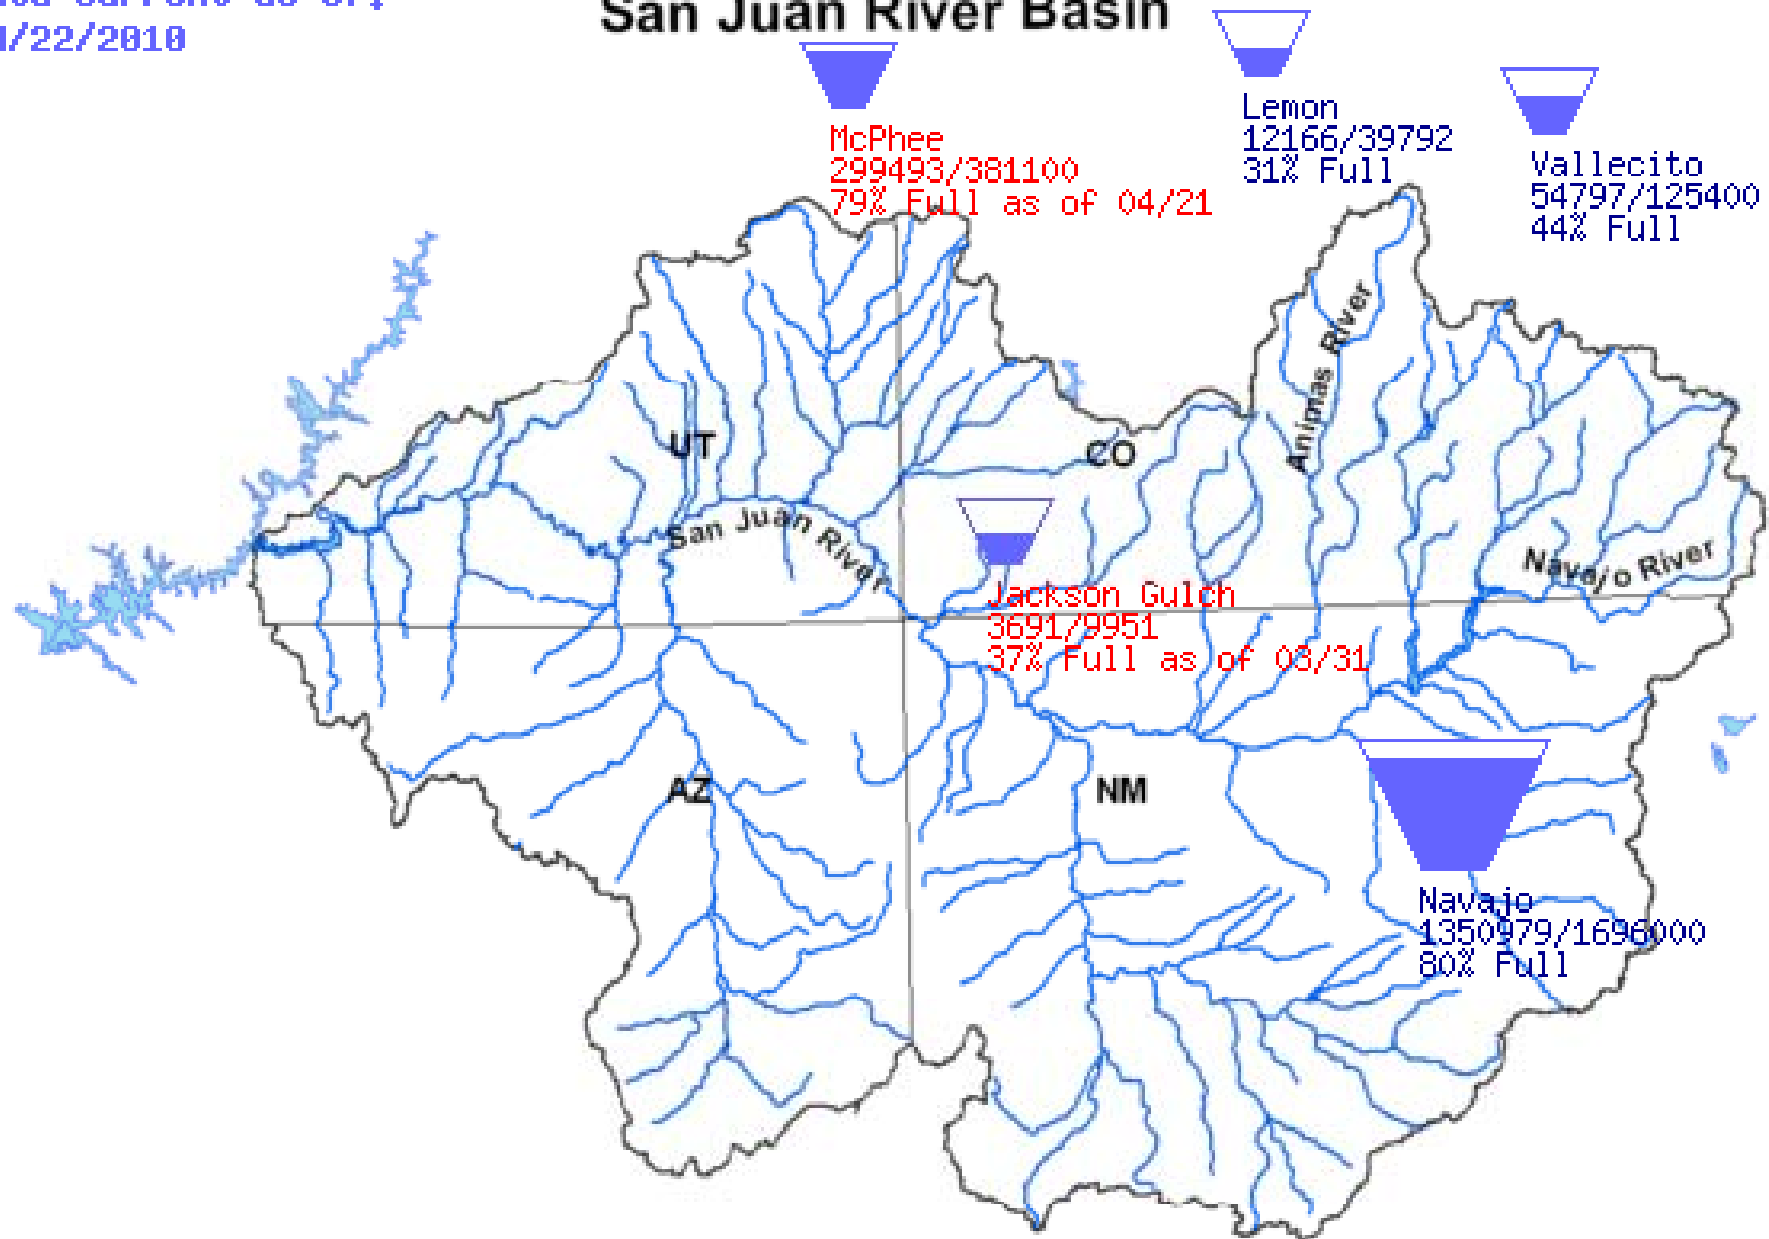 San Juan River Basin
/22/2010
McPhee
299493/381100
79% Full as of 04/21
Lemon
12166/39792
31% Full
Vallecito
54797/125400
44% Full
Animas River
UT
CO
San Juan River
Navajo River
Jackson Gulch
3691/9951
37% Full as of 03/31
AZ
NM
Navajo
1350979/1696000
80% Full